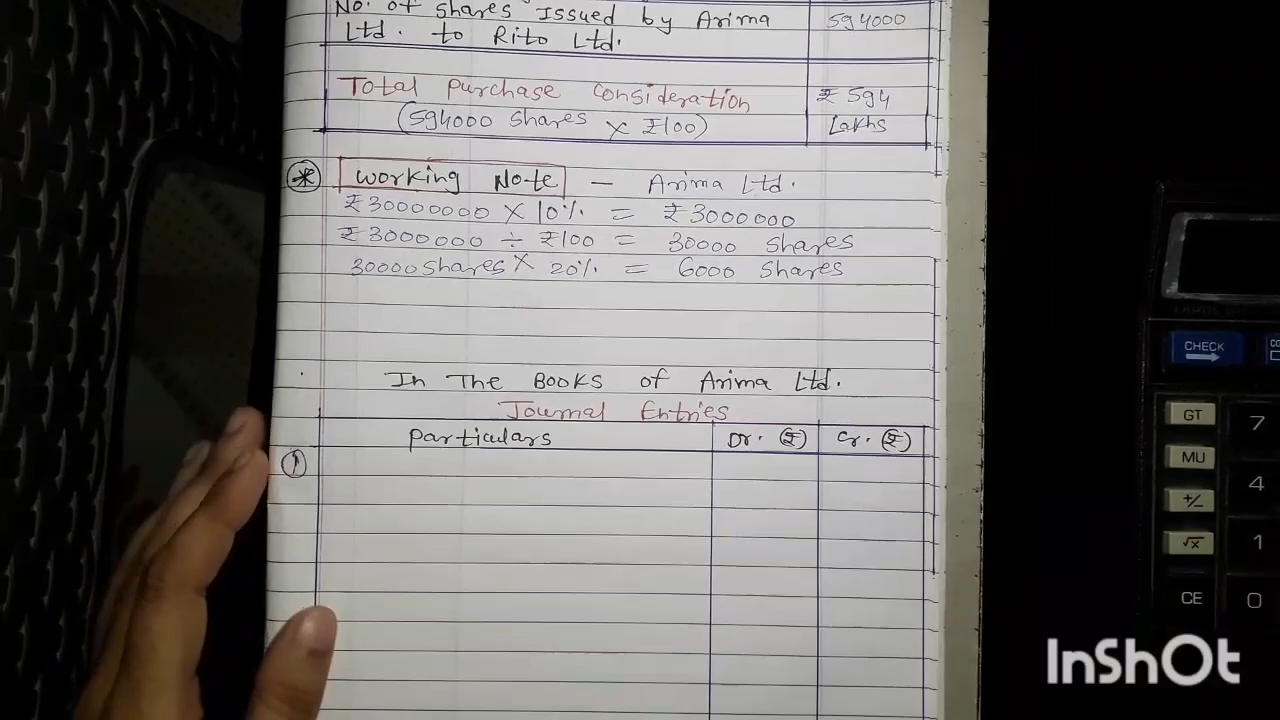 No. of Shares Issued by Arima
Ltd. to Rito Ltd.
594000
Total Purchase Consideration
(594000 Shares × ₹100)
₹ 594
Lakhs
* Working Note — Arima Ltd.
₹30000000 × 10% = ₹3000000
₹3000000 ÷ ₹100 = 30000 Shares
30000 Shares × 20% = 6000 Shares
In The Books of Arima Ltd.
Journal Entries
Particulars Dr. (₹) Cr. (₹)
1
CHECK
GT
7
MU
4
+/-
√x
1
CE
0
InShOt